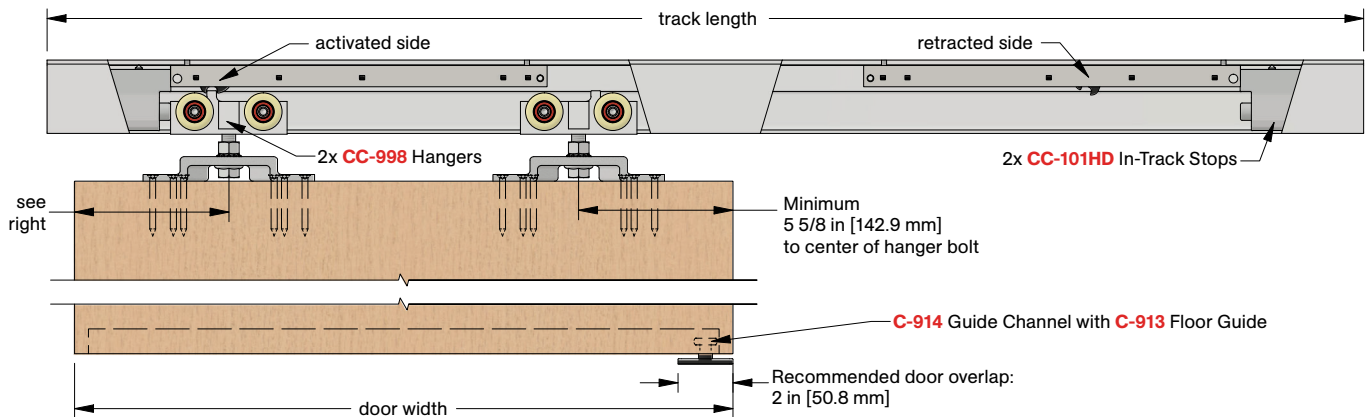 track length
activated side
retracted side
2x CC-998 Hangers
2x CC-101HD In-Track Stops
see
right
Minimum
5 5/8 in [142.9 mm]
to center of hanger bolt
C-914 Guide Channel with C-913 Floor Guide
Recommended door overlap:
2 in [50.8 mm]
door width